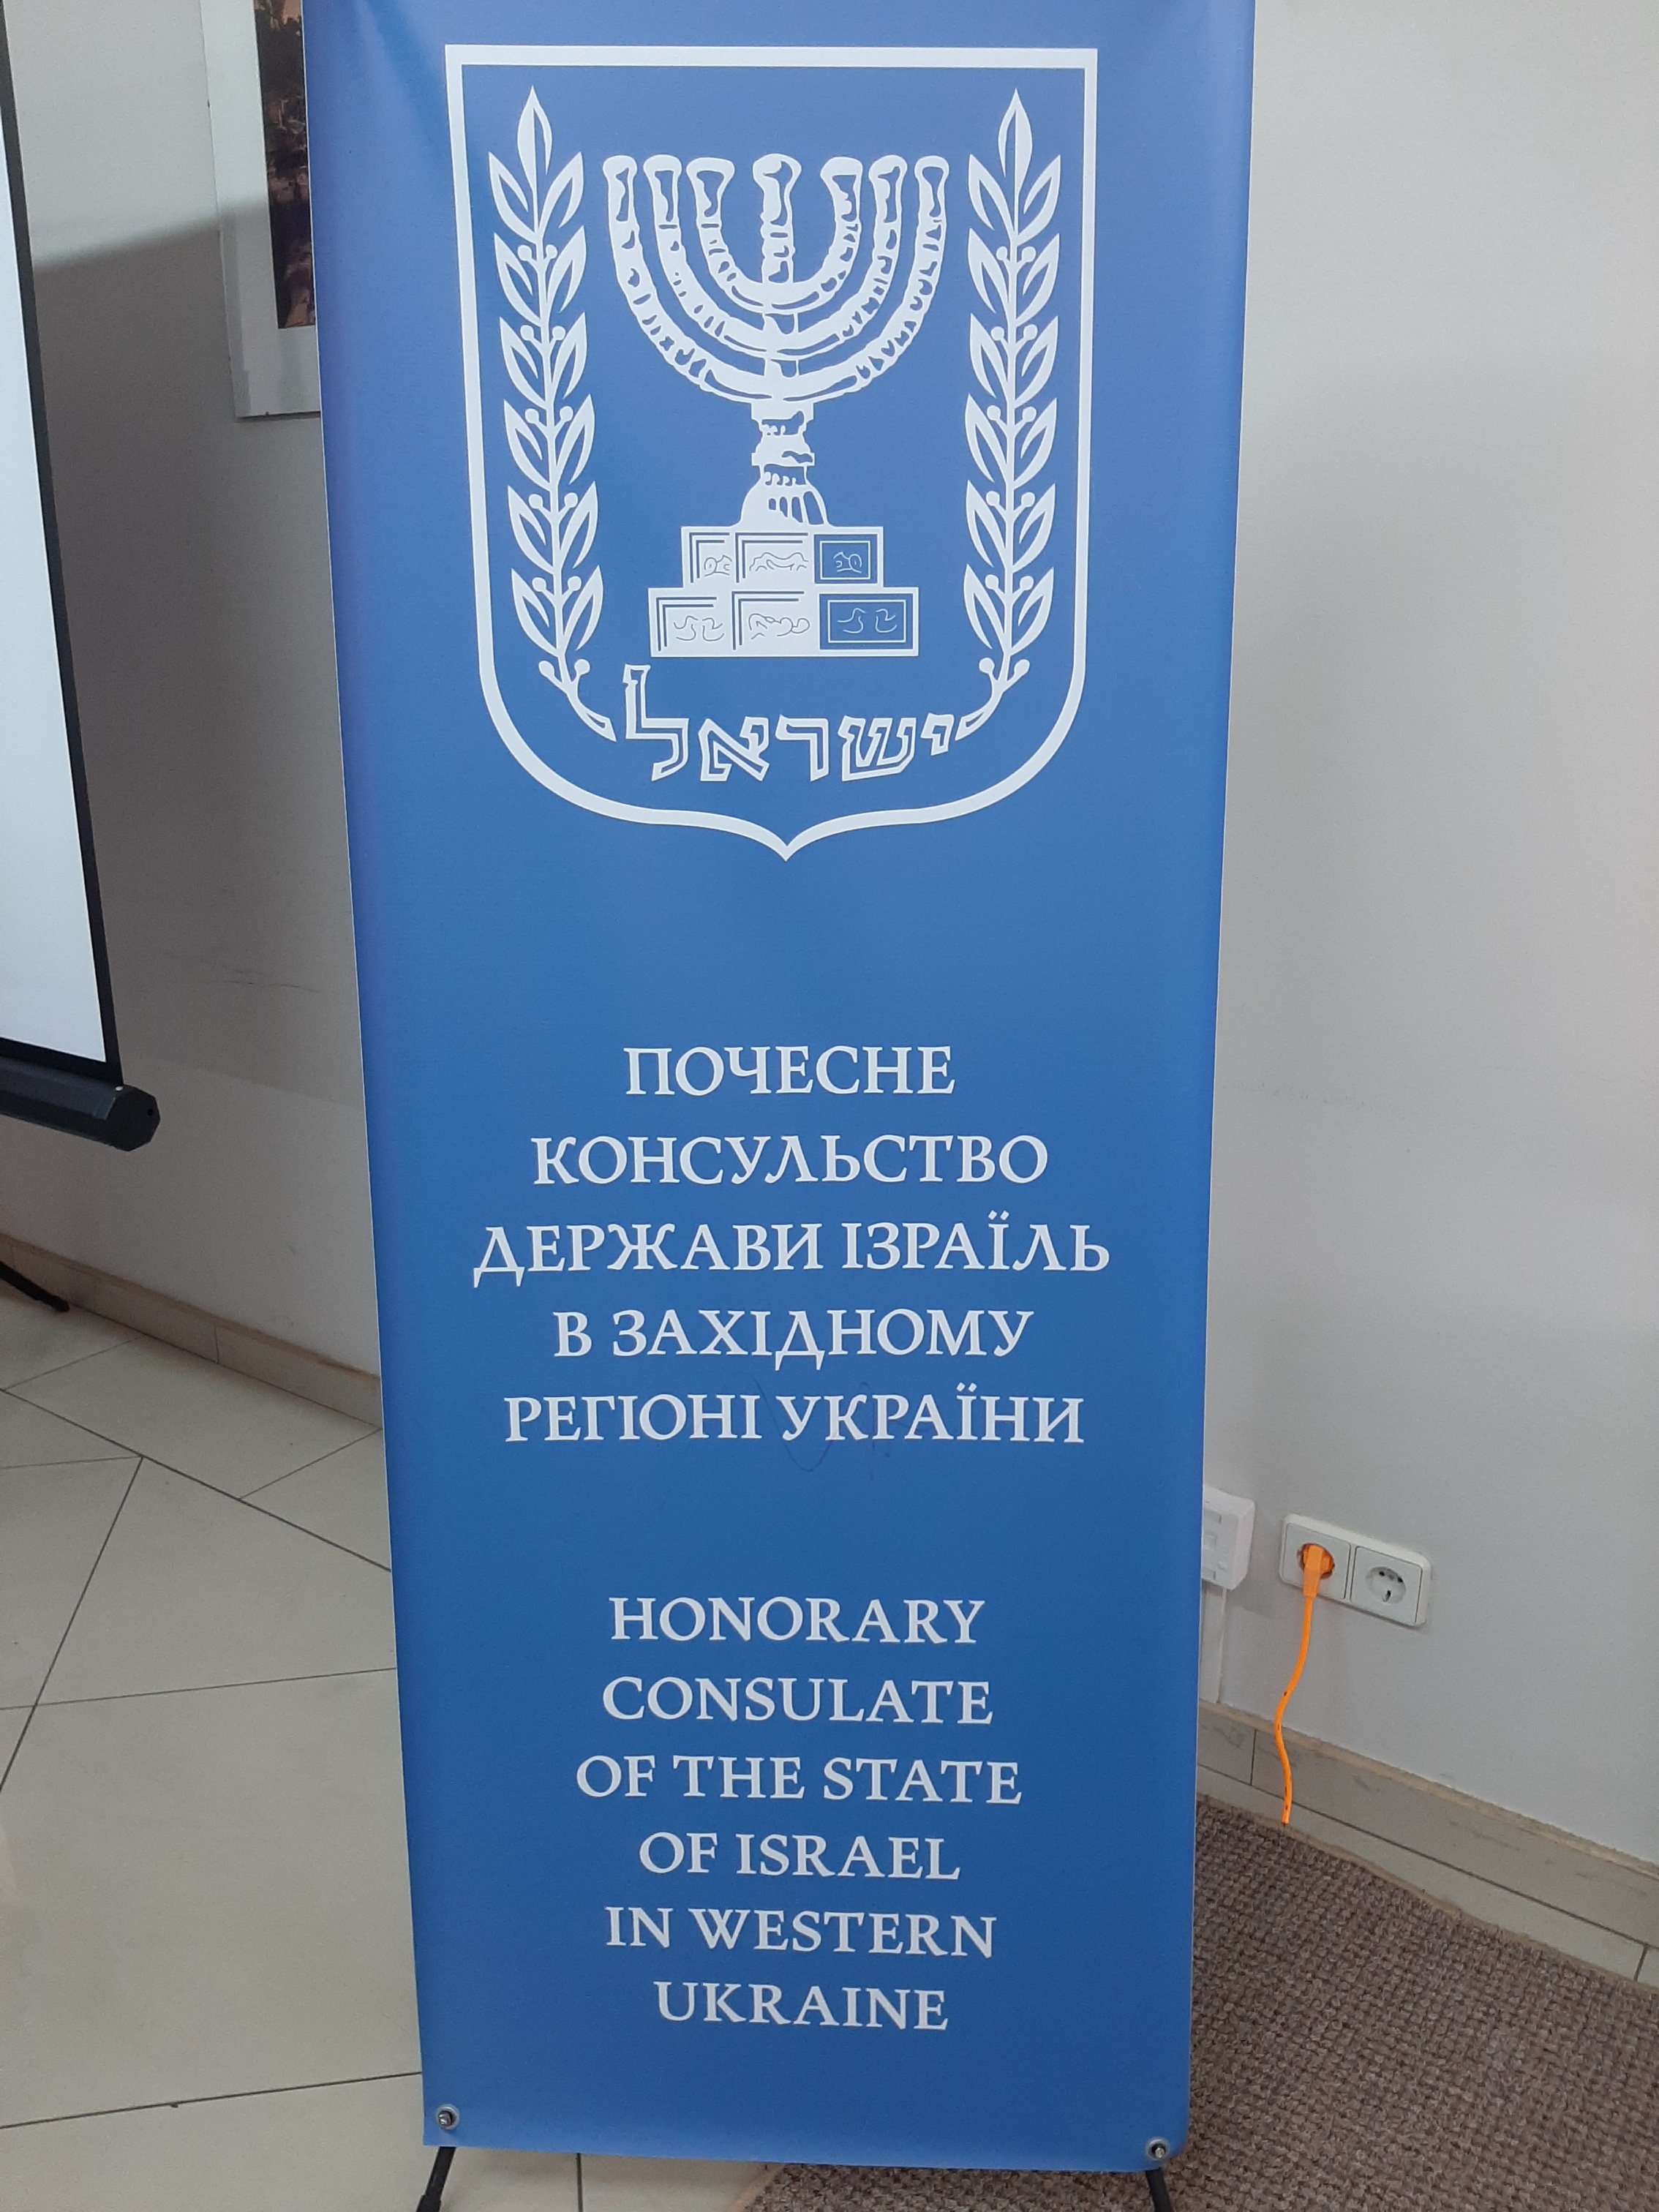 ישראל
ПОЧЕСНЕ
КОНСУЛЬСТВО
ДЕРЖАВИ ІЗРАЇЛЬ
В ЗАХІДНОМУ
РЕГІОНІ УКРАЇНИ
HONORARY
CONSULATE
OF THE STATE
OF ISRAEL
IN WESTERN
UKRAINE